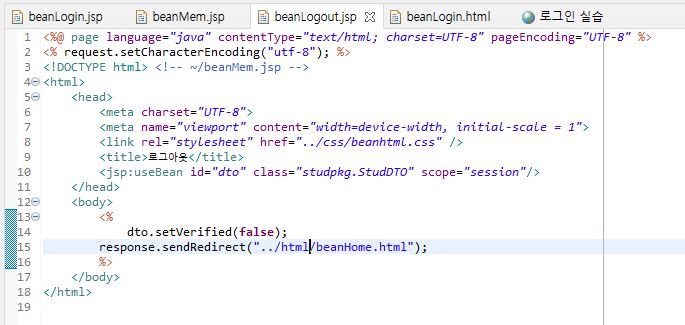 beanLogin.jsp beanMem.jsp beanLogout.jsp beanLogin.html 로그인 실습
1 <%@ page language="java" contentType="text/html; charset=UTF-8" pageEncoding="UTF-8" %>
2 <% request.setCharacterEncoding("utf-8"); %>
3 <!DOCTYPE html> <!-- ~/beanMem.jsp -->
4 <html>
5 <head>
6 <meta charset="UTF-8">
7 <meta name="viewport" content="width=device-width, initial-scale = 1">
8 <link rel="stylesheet" href="../css/beanhtml.css" />
9 <title>로그아웃</title>
10 <jsp:useBean id="dto" class="studpkg.StudDTO" scope="session"/>
11 </head>
12 <body>
13 <%
14 dto.setVerified(false);
15 response.sendRedirect("../html/beanHome.html");
16 %>
17 </body>
18 </html>
19